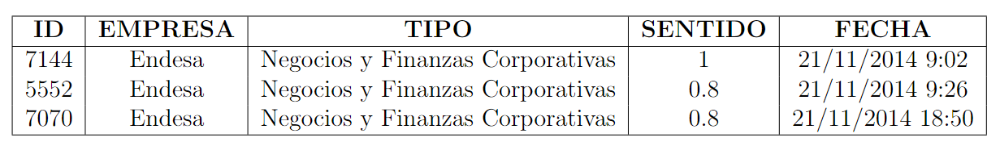 ID EMPRESA TIPO SENTIDO FECHA
7144 Endesa Negocios y Finanzas Corporativas 1 21/11/2014 9:02
5552 Endesa Negocios y Finanzas Corporativas 0.8 21/11/2014 9:26
7070 Endesa Negocios y Finanzas Corporativas 0.8 21/11/2014 18:50